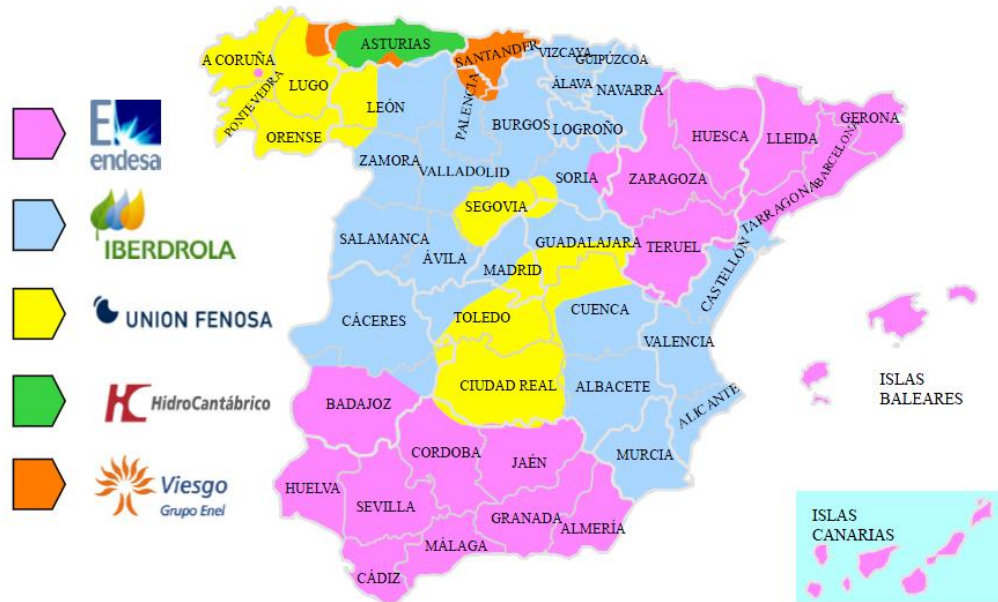 E
endesa
IBERDROLA
UNION FENOSA
HC HidroCantábrico
Viesgo
Grupo Enel
A CORUÑA
LUGO
PONTEVEDRA
ORENSE
ASTURIAS
LEÓN
SANTANDER
PALENCIA
VIZCAYA
GUIPÚZCOA
ÁLAVA
NAVARRA
BURGOS
LOGROÑO
ZAMORA
VALLADOLID
SORIA
SEGOVIA
HUESCA
LLEIDA
GERONA
BARCELONA
ZARAGOZA
TARRAGONA
SALAMANCA
ÁVILA
MADRID
GUADALAJARA
TERUEL
CASTELLÓN
CÁCERES
TOLEDO
CUENCA
VALENCIA
CIUDAD REAL
ALBACETE
ALICANTE
BADAJOZ
CORDOBA
JAÉN
MURCIA
HUELVA
SEVILLA
GRANADA
ALMERÍA
MÁLAGA
CÁDIZ
ISLAS
BALEARES
ISLAS
CANARIAS